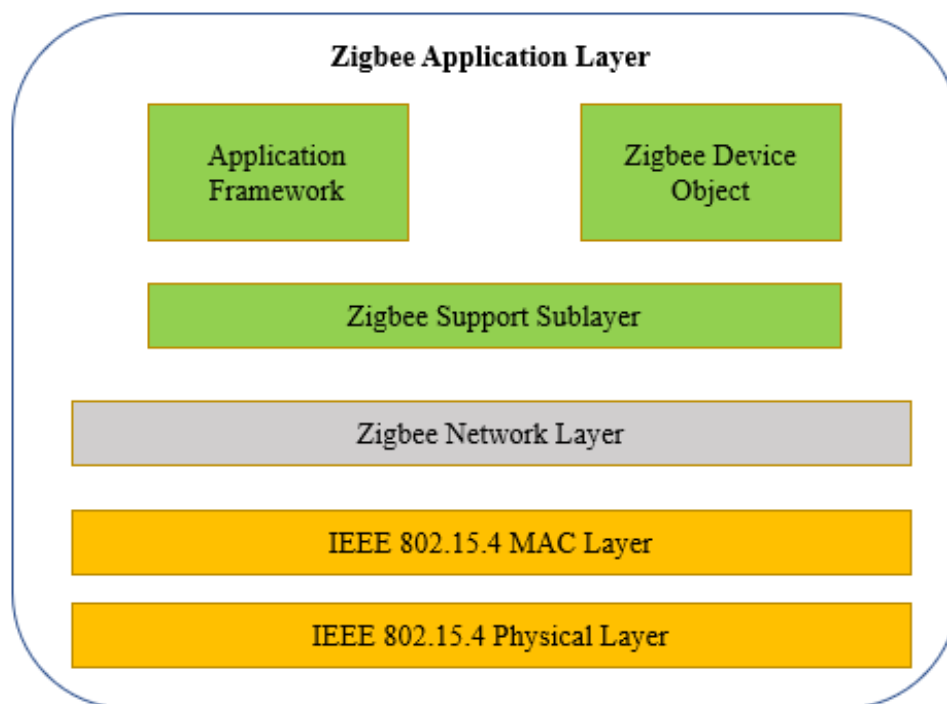 Zigbee Application Layer
Application
Framework
Zigbee Device
Object
Zigbee Support Sublayer
Zigbee Network Layer
IEEE 802.15.4 MAC Layer
IEEE 802.15.4 Physical Layer